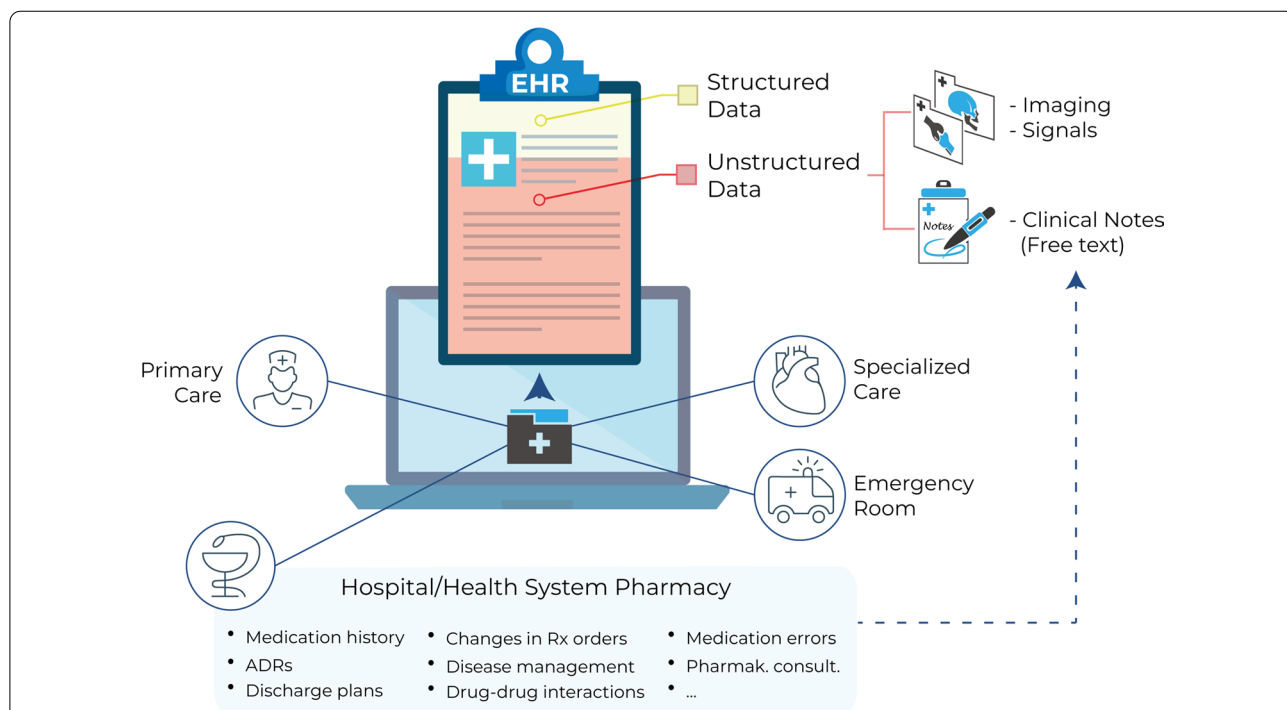 EHR
Structured
Data
Unstructured
Data
- Imaging
- Signals
Notes
- Clinical Notes
(Free text)
Primary
Care
Specialized
Care
Emergency
Room
Hospital/Health System Pharmacy
• Medication history
• ADRs
• Discharge plans
• Changes in Rx orders
• Disease management
• Drug-drug interactions
• Medication errors
• Pharmak. consult.
• ...